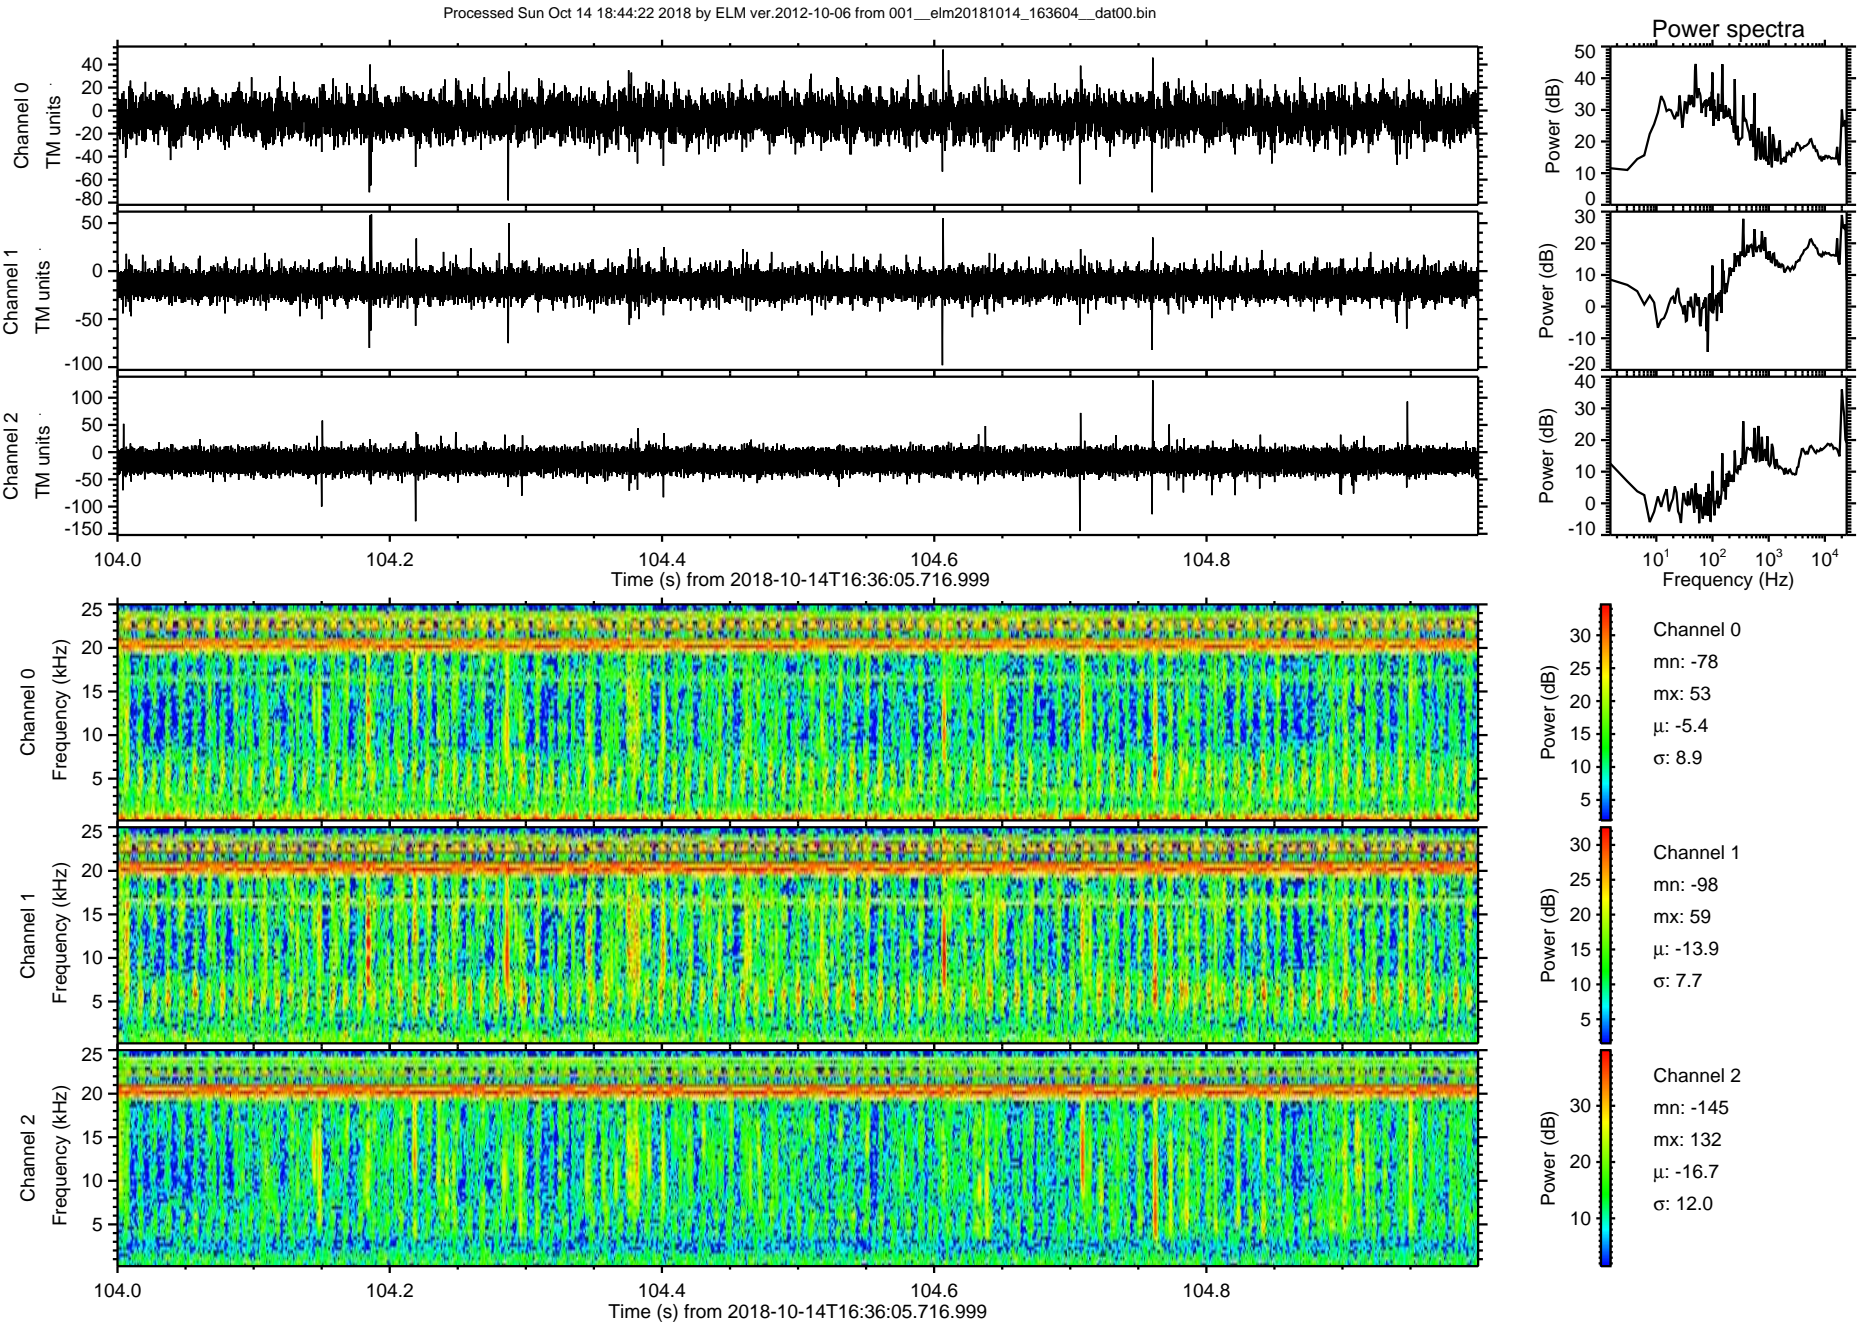 Processed Sun Oct 14 18:44:22 2018 by ELM ver.2012-10-06 from 001__elm20181014_163604__dat00.bin
Power spectra
Channel 0
TM units
40
20
0
-20
-40
-60
-80
Power (dB)
50
40
30
20
10
0
Channel 1
TM units
50
0
-50
-100
Power (dB)
30
20
10
0
-10
-20
Channel 2
TM units
100
50
0
-50
-100
-150
Power (dB)
40
30
20
10
0
-10
104.0 104.2 104.4 104.6 104.8
Time (s) from 2018-10-14T16:36:05.716.999
10^1 10^2 10^3 10^4
Frequency (Hz)
Channel 0
Frequency (kHz)
25
20
15
10
5
Power (dB)
30
25
20
15
10
5
Channel 0
mn: -78
mx: 53
μ: -5.4
σ: 8.9
Channel 1
Frequency (kHz)
25
20
15
10
5
Power (dB)
30
25
20
15
10
5
Channel 1
mn: -98
mx: 59
μ: -13.9
σ: 7.7
Channel 2
Frequency (kHz)
25
20
15
10
5
Power (dB)
30
20
10
Channel 2
mn: -145
mx: 132
μ: -16.7
σ: 12.0
104.0 104.2 104.4 104.6 104.8
Time (s) from 2018-10-14T16:36:05.716.999